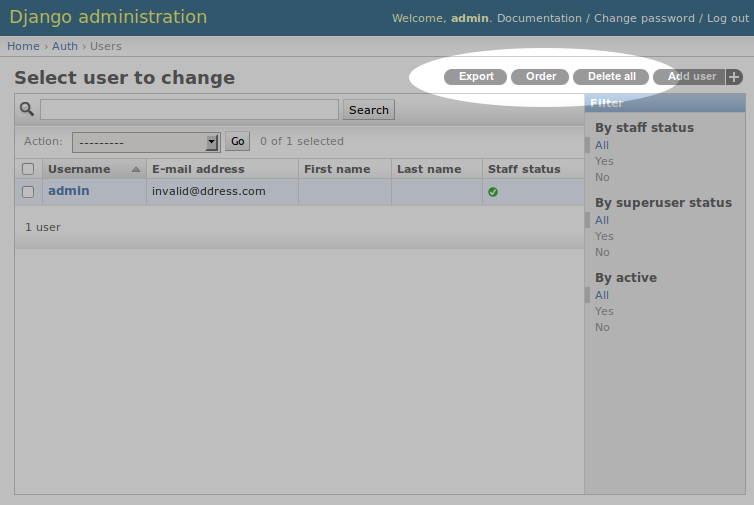 Django administration
Welcome, admin. Documentation / Change password / Log out
Home › Auth › Users
Select user to change
Export Order Delete all Add user +
Search
Filter
Action: --------- Go 0 of 1 selected
By staff status
All
Yes
No
Username E-mail address First name Last name Staff status
admin invalid@ddress.com
1 user
By superuser status
All
Yes
No
By active
All
Yes
No